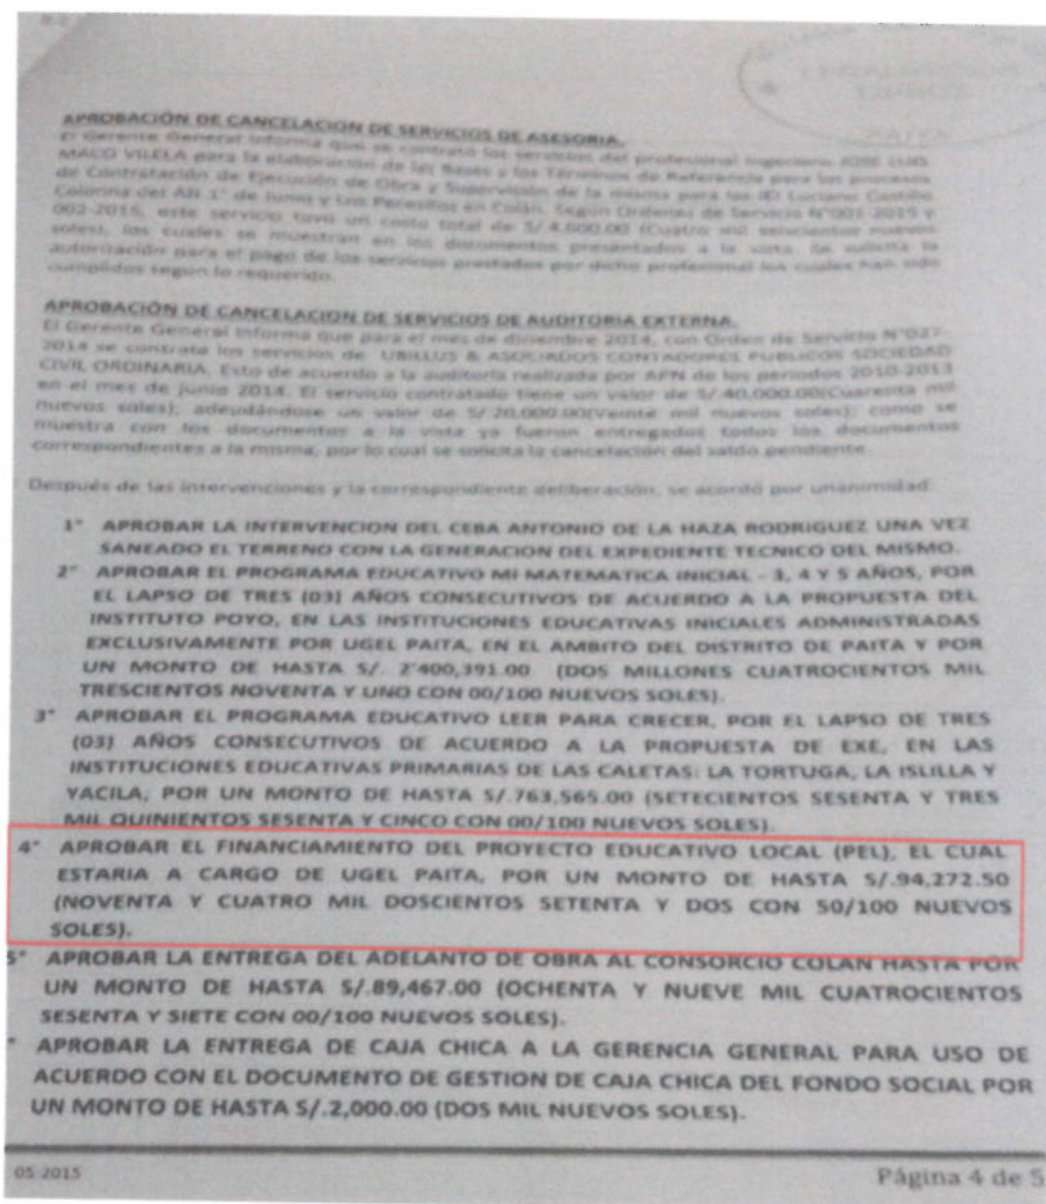 APROBACIÓN DE CANCELACION DE SERVICIOS DE ASESORIA.
El Gerente General informa que se contrato los servicios del profesional Ingeniero JOSE LUIS
MACO VILELA para la elaboración de las Bases y los Términos de Referencia para los procesos
de Contratación de Ejecución de Obra y Supervisión de la misma para las IEI Luciano Castillo
Colonna del AH 1° de Junio y Los Pececitos en Colán. Según Ordenes de Servicio N°001-2015 y
002-2015, este servicio tuvo un costo total de S/.4,600.00 (Cuatro mil seiscientos nuevos
soles), los cuales se muestran en los documentos presentados a la vista. Se solicita la
autorización para el pago de los servicios prestados por dicho profesional los cuales han sido
cumplidos según lo requerido.
APROBACIÓN DE CANCELACION DE SERVICIOS DE AUDITORIA EXTERNA.
El Gerente General informa que para el mes de diciembre 2014, con Orden de Servicio N°027-
2014 se contrata los servicios de UBILLUS & ASOCIADOS CONTADORES PUBLICOS SOCIEDAD
CIVIL ORDINARIA. Esto de acuerdo a la auditoría realizada por APN de los periodos 2010-2013
en el mes de junio 2014. El servicio contratado tiene un valor de S/.40,000.00(Cuarenta mil
nuevos soles); adeudándose un valor de S/ 20,000.00(Veinte mil nuevos soles); como se
muestra con los documentos a la vista ya fueron entregados todos los documentos
correspondientes a la misma, por lo cual se solicita la cancelación del saldo pendiente.
Después de las intervenciones y la correspondiente deliberación, se acordó por unanimidad:
1° APROBAR LA INTERVENCION DEL CEBA ANTONIO DE LA HAZA RODRIGUEZ UNA VEZ
SANEADO EL TERRENO CON LA GENERACION DEL EXPEDIENTE TECNICO DEL MISMO.
2° APROBAR EL PROGRAMA EDUCATIVO MI MATEMATICA INICIAL - 3, 4 Y 5 AÑOS, POR
EL LAPSO DE TRES (03) AÑOS CONSECUTIVOS DE ACUERDO A LA PROPUESTA DEL
INSTITUTO POYO, EN LAS INSTITUCIONES EDUCATIVAS INICIALES ADMINISTRADAS
EXCLUSIVAMENTE POR UGEL PAITA, EN EL AMBITO DEL DISTRITO DE PAITA Y POR
UN MONTO DE HASTA S/. 2'400,391.00 (DOS MILLONES CUATROCIENTOS MIL
TRESCIENTOS NOVENTA Y UNO CON 00/100 NUEVOS SOLES).
3° APROBAR EL PROGRAMA EDUCATIVO LEER PARA CRECER, POR EL LAPSO DE TRES
(03) AÑOS CONSECUTIVOS DE ACUERDO A LA PROPUESTA DE EXE, EN LAS
INSTITUCIONES EDUCATIVAS PRIMARIAS DE LAS CALETAS: LA TORTUGA, LA ISLILLA Y
YACILA, POR UN MONTO DE HASTA S/.763,565.00 (SETECIENTOS SESENTA Y TRES
MIL QUINIENTOS SESENTA Y CINCO CON 00/100 NUEVOS SOLES).
4° APROBAR EL FINANCIAMIENTO DEL PROYECTO EDUCATIVO LOCAL (PEL), EL CUAL
ESTARIA A CARGO DE UGEL PAITA, POR UN MONTO DE HASTA S/.94,272.50
(NOVENTA Y CUATRO MIL DOSCIENTOS SETENTA Y DOS CON 50/100 NUEVOS
SOLES).
5° APROBAR LA ENTREGA DEL ADELANTO DE OBRA AL CONSORCIO COLAN HASTA POR
UN MONTO DE HASTA S/.89,467.00 (OCHENTA Y NUEVE MIL CUATROCIENTOS
SESENTA Y SIETE CON 00/100 NUEVOS SOLES).
° APROBAR LA ENTREGA DE CAJA CHICA A LA GERENCIA GENERAL PARA USO DE
ACUERDO CON EL DOCUMENTO DE GESTION DE CAJA CHICA DEL FONDO SOCIAL POR
UN MONTO DE HASTA S/.2,000.00 (DOS MIL NUEVOS SOLES).
05-2015
Página 4 de 5